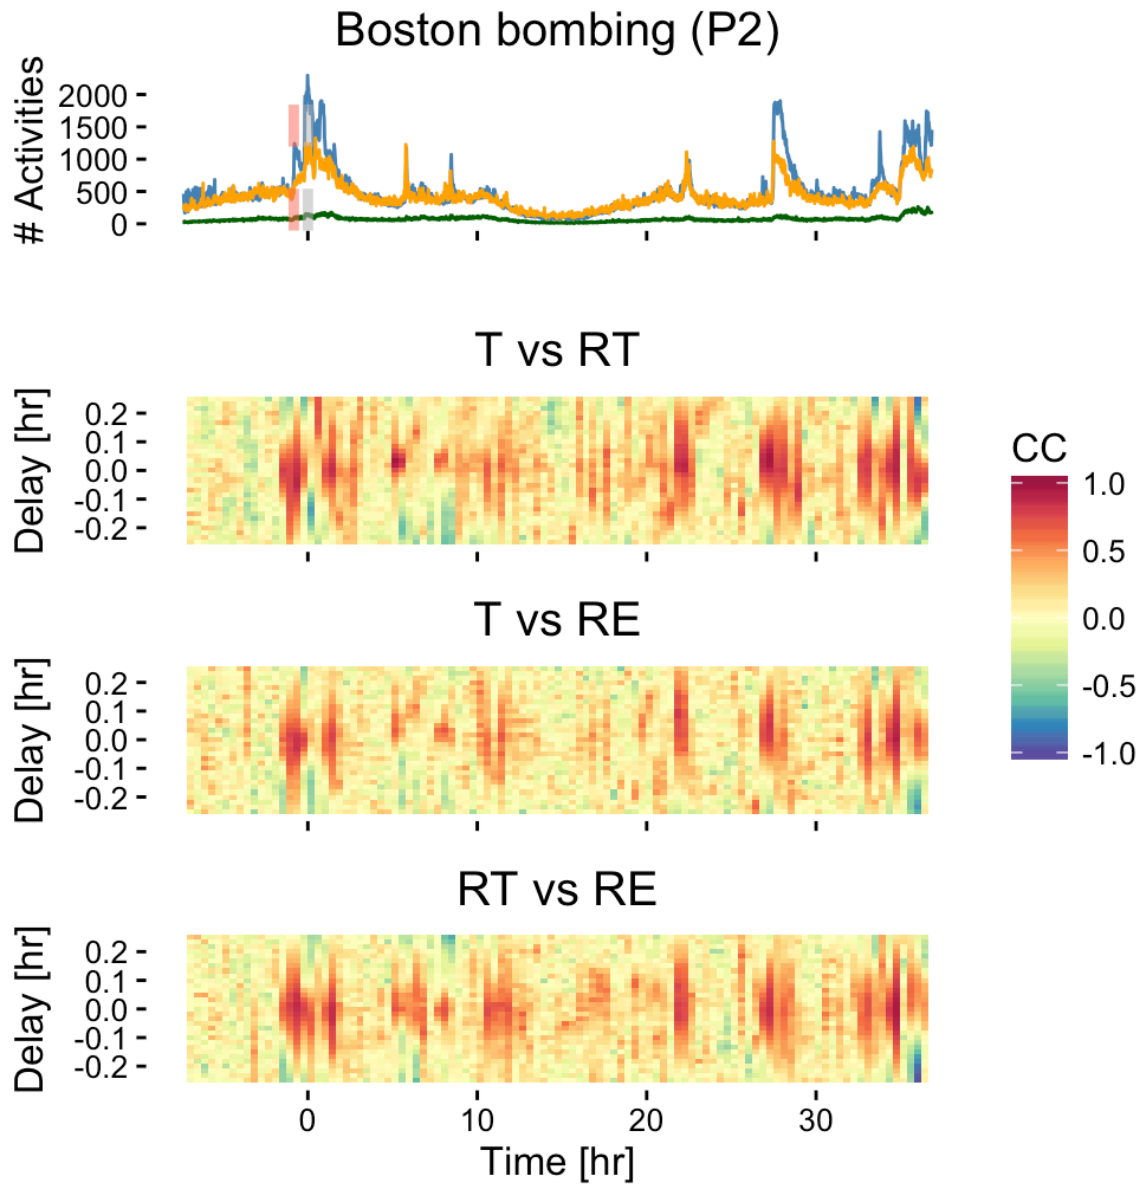 Boston bombing (P2)
# Activities
2000
1500
1000
500
0
T vs RT
Delay [hr]
0.2
0.1
0.0
-0.1
-0.2
CC
1.0
0.5
0.0
-0.5
-1.0
T vs RE
Delay [hr]
0.2
0.1
0.0
-0.1
-0.2
RT vs RE
Delay [hr]
0.2
0.1
0.0
-0.1
-0.2
0 10 20 30
Time [hr]